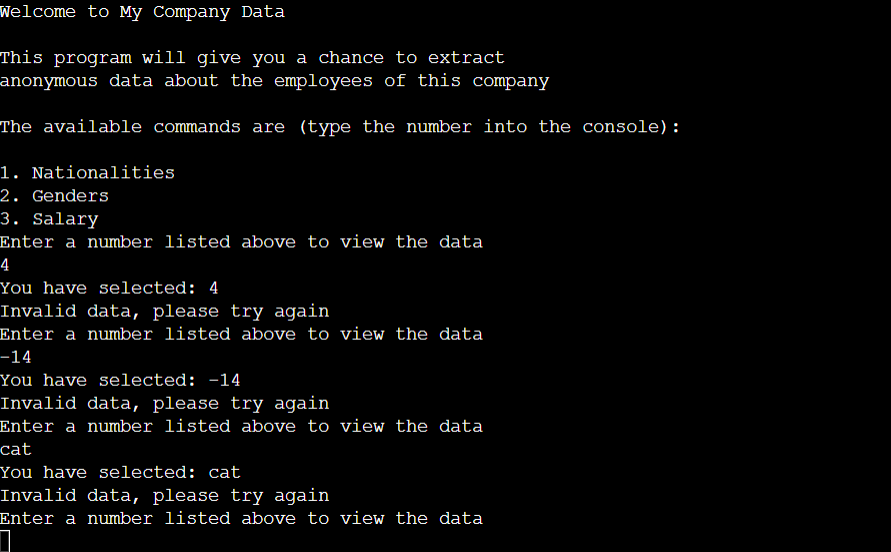 Welcome to My Company Data
This program will give you a chance to extract
anonymous data about the employees of this company
The available commands are (type the number into the console):
1. Nationalities
2. Genders
3. Salary
Enter a number listed above to view the data
4
You have selected: 4
Invalid data, please try again
Enter a number listed above to view the data
-14
You have selected: -14
Invalid data, please try again
Enter a number listed above to view the data
cat
You have selected: cat
Invalid data, please try again
Enter a number listed above to view the data